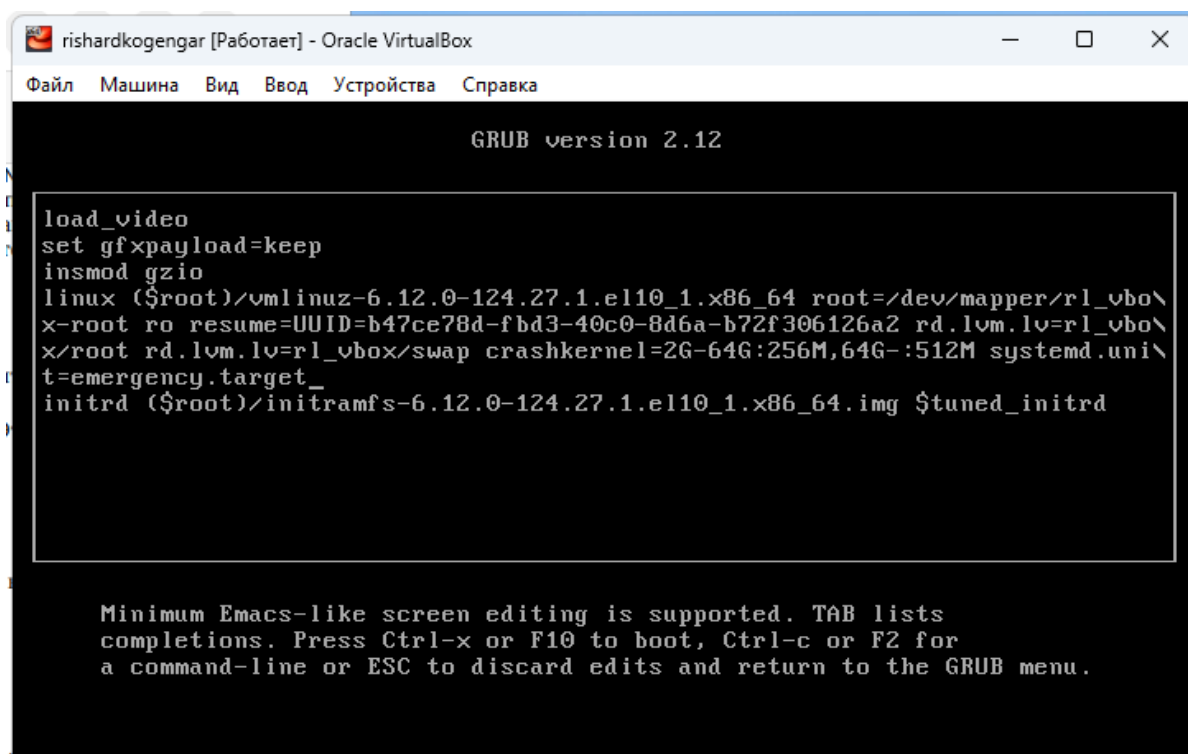 rishardkogengar [Работает] - Oracle VirtualBox
Файл Машина Вид Ввод Устройства Справка
GRUB version 2.12
load_video
set gfxpayload=keep
insmod gzio
linux ($root)/vmlinuz-6.12.0-124.27.1.el10_1.x86_64 root=/dev/mapper/rl_vbo\
x-root ro resume=UUID=b47ce78d-fbd3-40c0-8d6a-b72f306126a2 rd.lvm.lv=rl_vbo\
x/root rd.lvm.lv=rl_vbox/swap crashkernel=2G-64G:256M,64G-:512M systemd.uni\
t=emergency.target_
initrd ($root)/initramfs-6.12.0-124.27.1.el10_1.x86_64.img $tuned_initrd
Minimum Emacs-like screen editing is supported. TAB lists
completions. Press Ctrl-x or F10 to boot, Ctrl-c or F2 for
a command-line or ESC to discard edits and return to the GRUB menu.